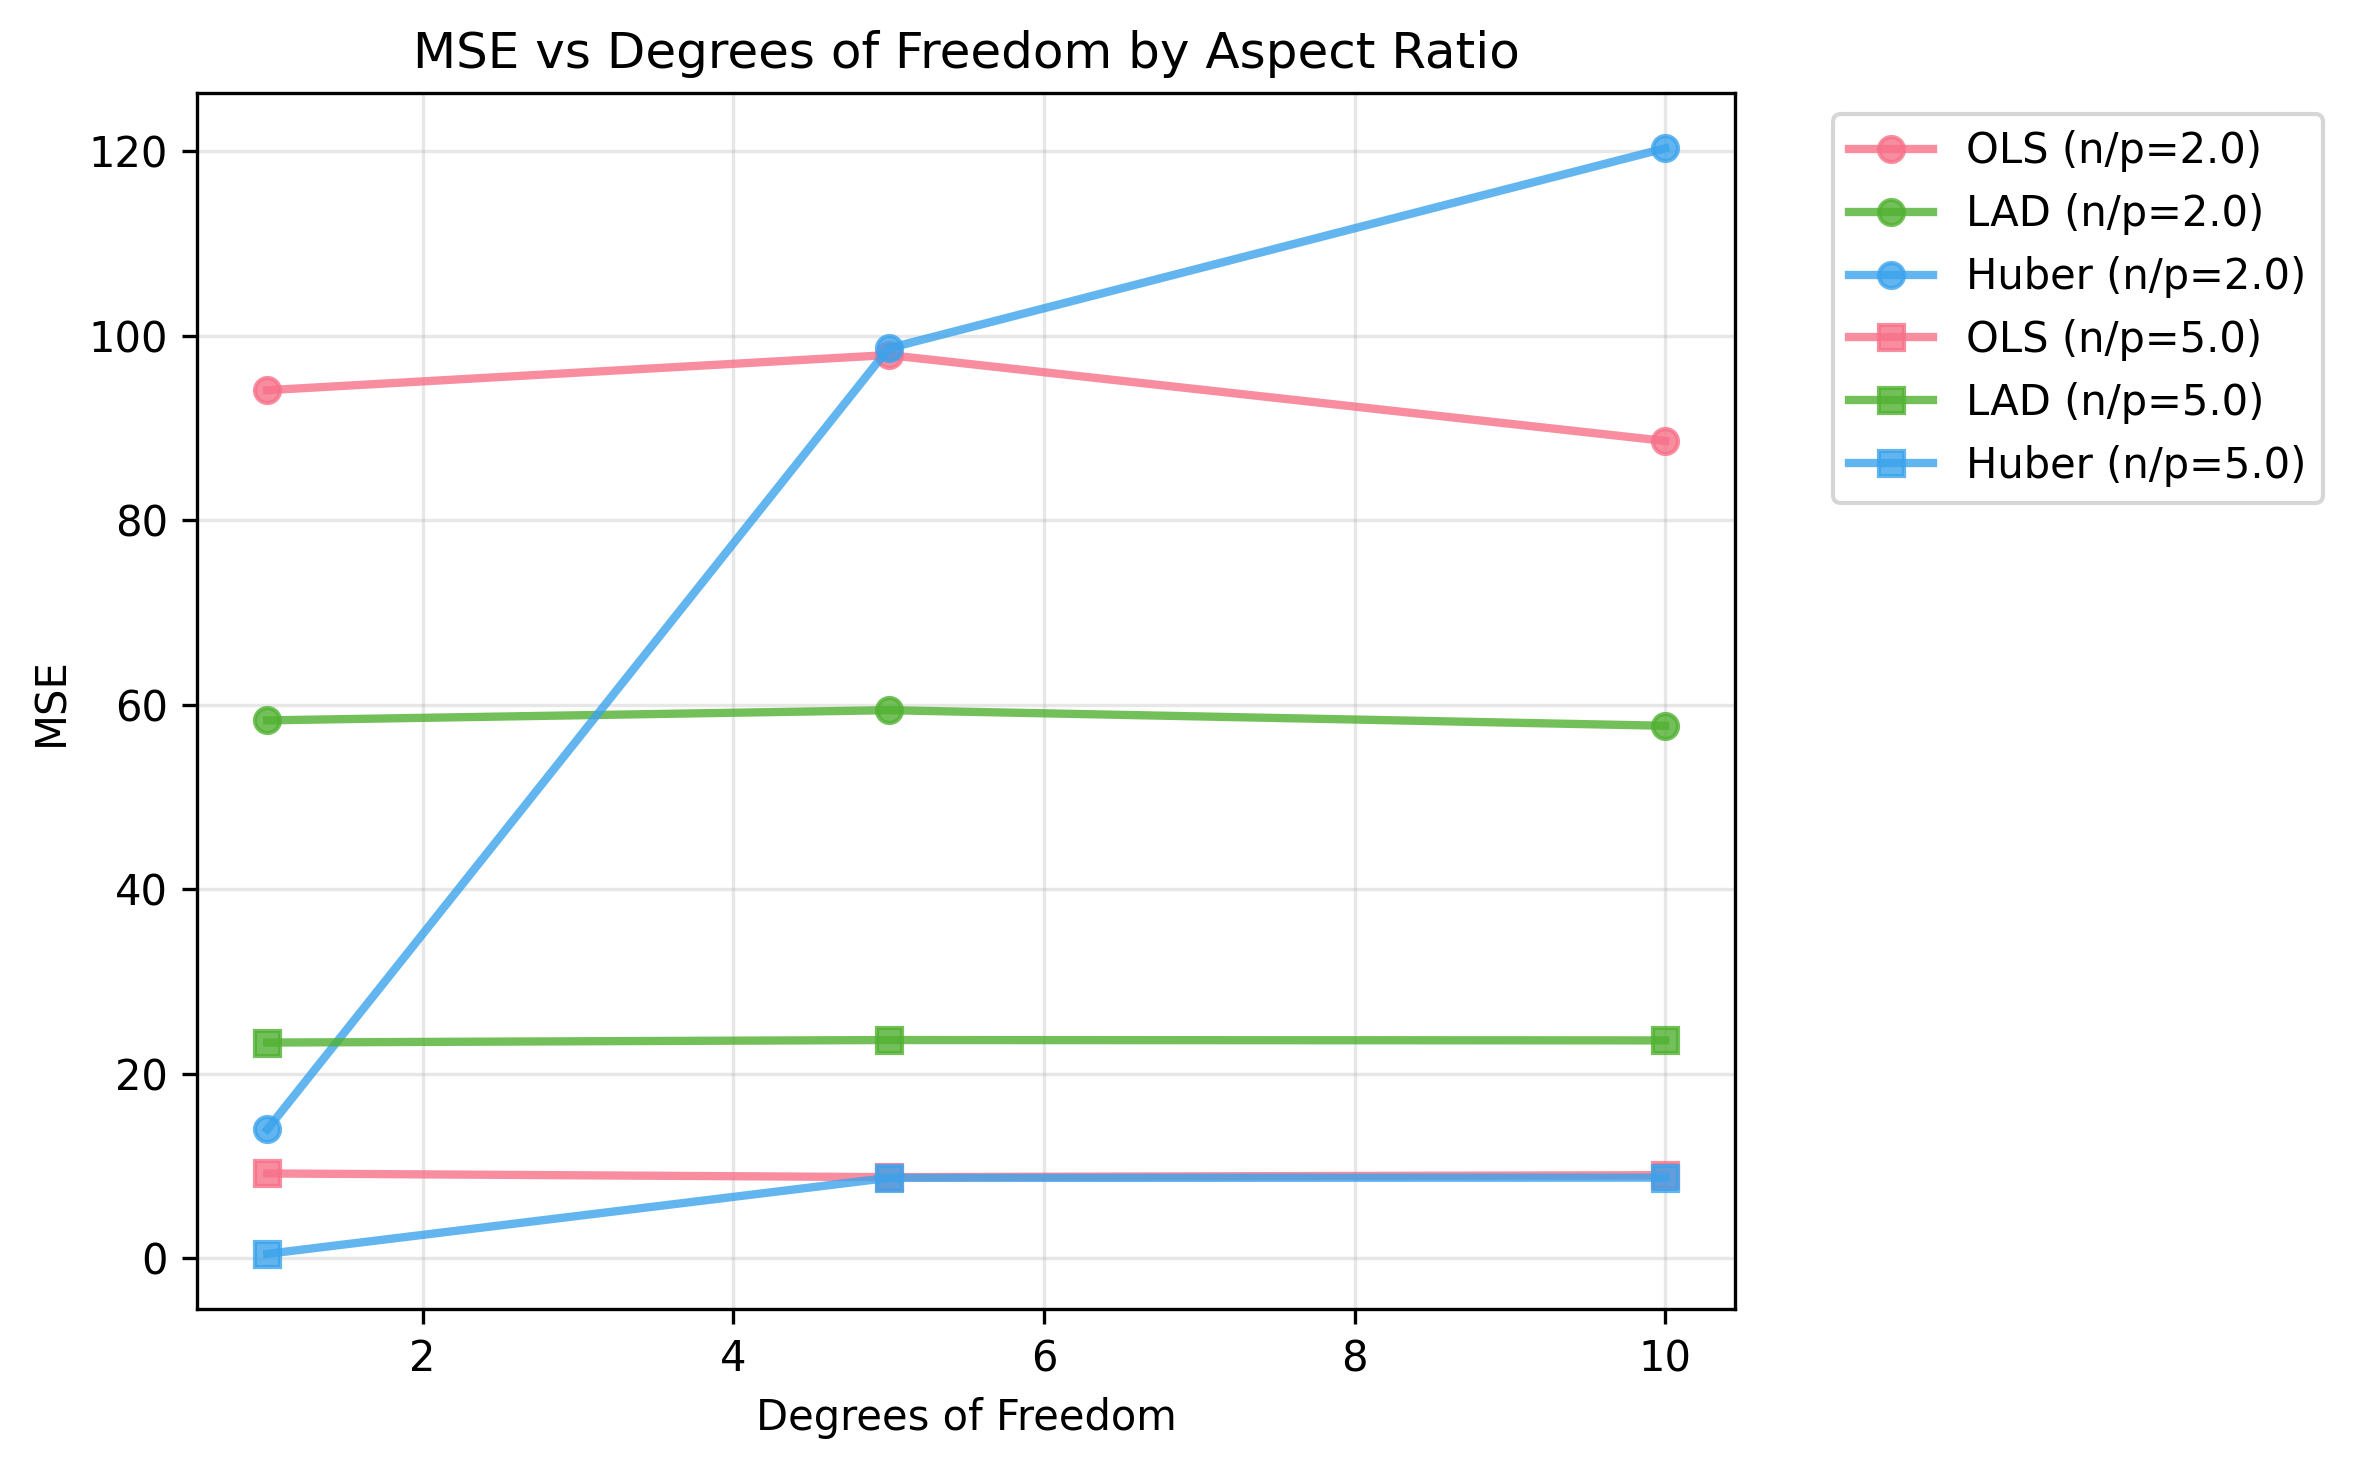 MSE vs Degrees of Freedom by Aspect Ratio
120
100
80
60
40
20
0
MSE
2 4 6 8 10
Degrees of Freedom
OLS (n/p=2.0)
LAD (n/p=2.0)
Huber (n/p=2.0)
OLS (n/p=5.0)
LAD (n/p=5.0)
Huber (n/p=5.0)